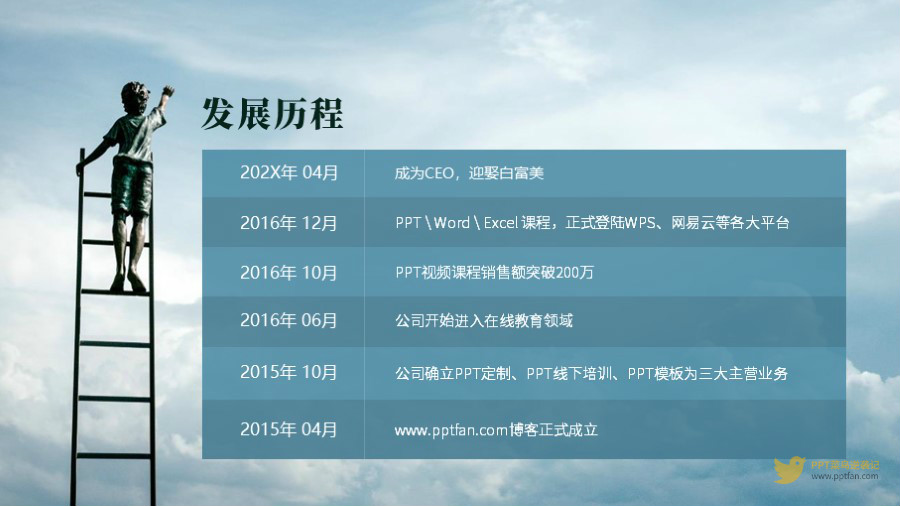 发展历程
202X年 04月 成为CEO，迎娶白富美
2016年 12月 PPT \ Word \ Excel 课程，正式登陆WPS、网易云等各大平台
2016年 10月 PPT视频课程销售额突破200万
2016年 06月 公司开始进入在线教育领域
2015年 10月 公司确立PPT定制、PPT线下培训、PPT模板为三大主营业务
2015年 04月 www.pptfan.com博客正式成立
PPT菜鸟逆袭记
www.pptfan.com